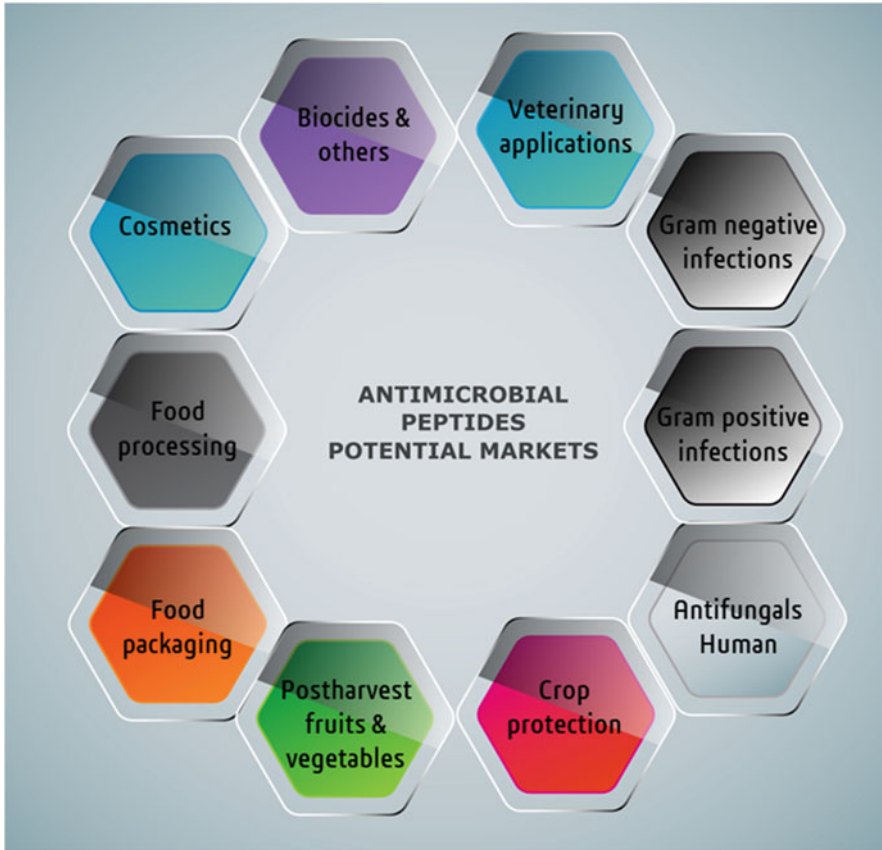 Biocides &
others
Veterinary
applications
Cosmetics
Gram negative
infections
ANTIMICROBIAL
PEPTIDES
POTENTIAL MARKETS
Food
processing
Gram positive
infections
Food
packaging
Antifungals
Human
Postharvest
fruits &
vegetables
Crop
protection